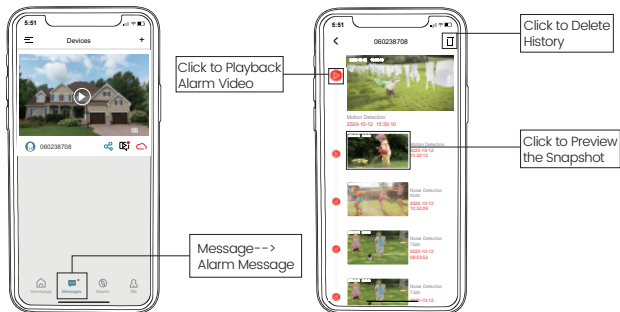 5:51
Devices
+
060238708
Homepage
Messages
Search
Me
Message-->
Alarm Message
Click to Playback
Alarm Video
5:51
060238708
Motion Detection
2020-10-12 10:30:10
Motion Detection
2020-10-12
10:32:12
Noise Detection
2020-10-12
Noise Detection
2020-10-12
09:53:53
Noise Detection
2020-10-12
Click to Delete
History
Click to Preview
the Snapshot